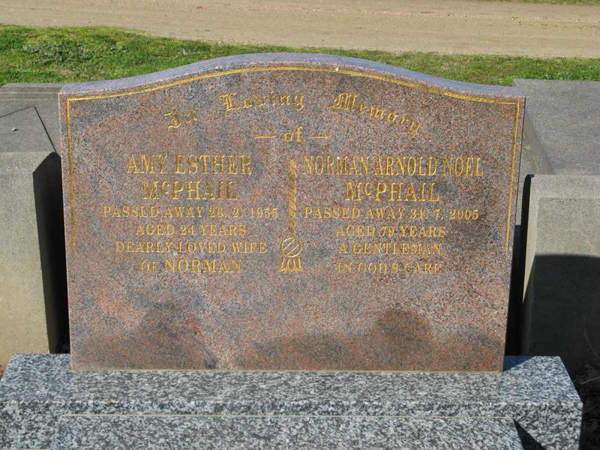 In Loving Memory
— of —
AMY ESTHER
McPHAIL
PASSED AWAY 26. 2. 1955
AGED 24 YEARS
DEARLY LOVED WIFE
OF NORMAN
NORMAN ARNOLD NOEL
McPHAIL
PASSED AWAY 31. 7. 2005
AGED 79 YEARS
A GENTLEMAN
IN GOD'S CARE